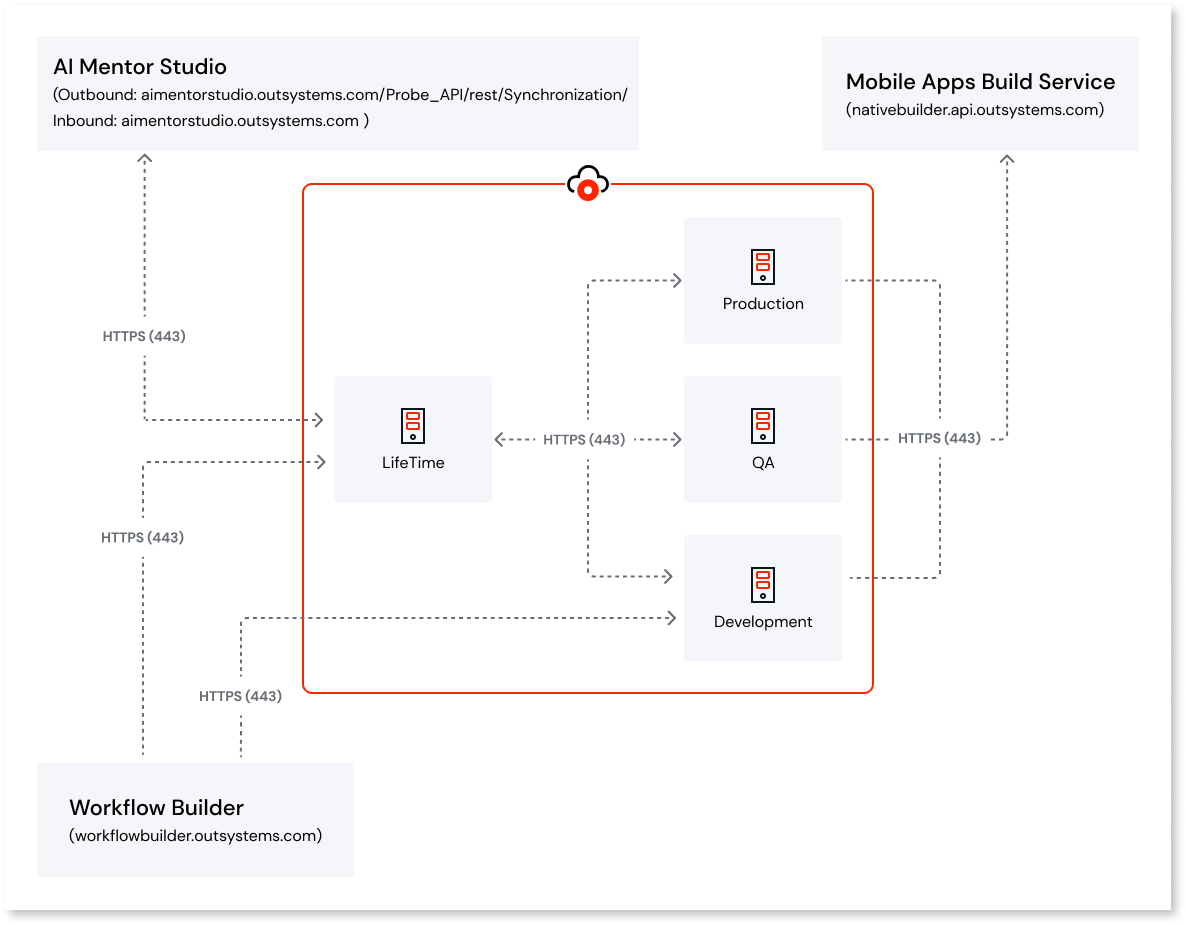 AI Mentor Studio
(Outbound: aimentorstudio.outsystems.com/Probe_API/rest/Synchronization/
Inbound: aimentorstudio.outsystems.com )
Mobile Apps Build Service
(nativebuilder.api.outsystems.com)
Production
HTTPS (443)
LifeTime
HTTPS (443)
QA
HTTPS (443)
HTTPS (443)
Development
HTTPS (443)
Workflow Builder
(workflowbuilder.outsystems.com)